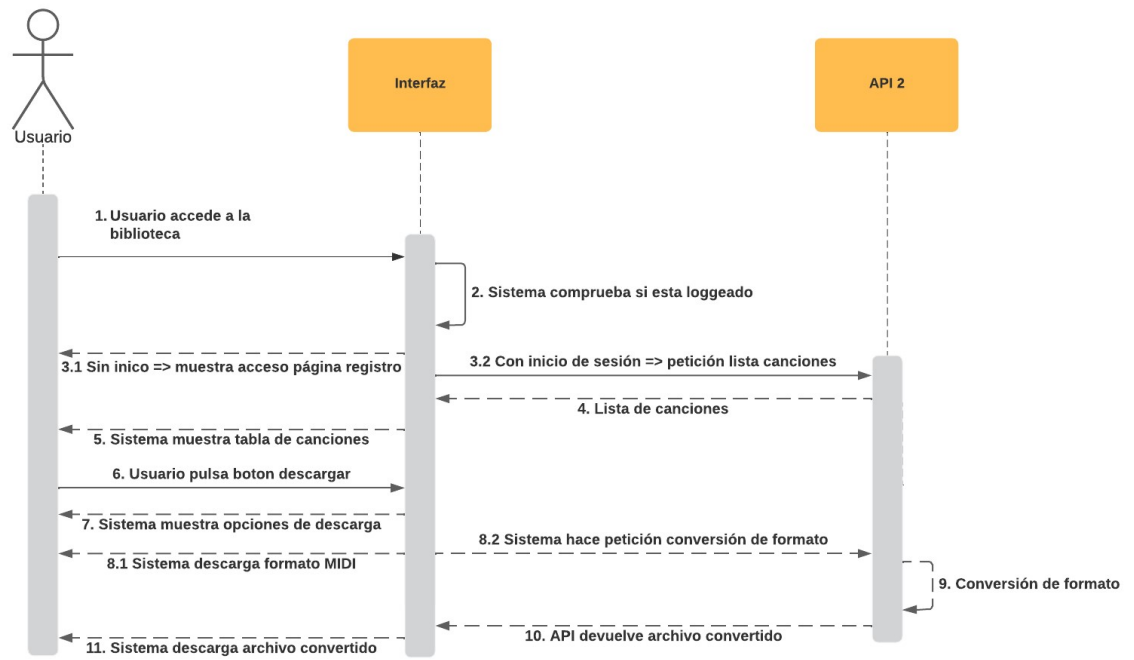 Usuario
Interfaz
API 2
1. Usuario accede a la
biblioteca
2. Sistema comprueba si esta loggeado
3.1 Sin inico => muestra acceso página registro
3.2 Con inicio de sesión => petición lista canciones
4. Lista de canciones
5. Sistema muestra tabla de canciones
6. Usuario pulsa boton descargar
7. Sistema muestra opciones de descarga
8.1 Sistema descarga formato MIDI
8.2 Sistema hace petición conversión de formato
9. Conversión de formato
10. API devuelve archivo convertido
11. Sistema descarga archivo convertido